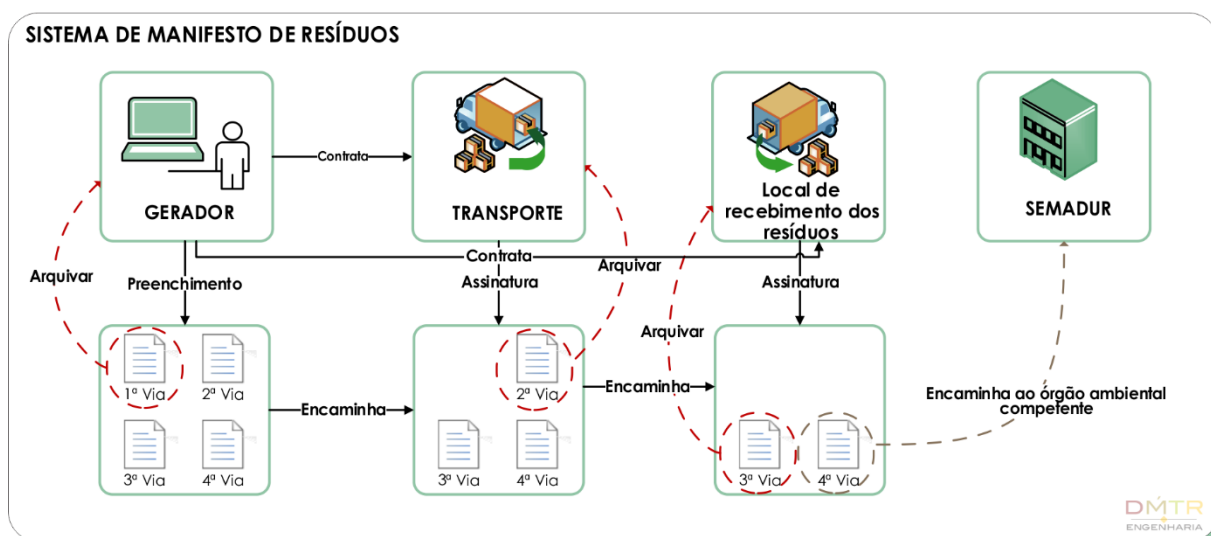 SISTEMA DE MANIFESTO DE RESÍDUOS
GERADOR
Contrata
TRANSPORTE
Local de
recebimento dos
resíduos
SEMADUR
Contrata
Arquivar
Preenchimento
Assinatura
Arquivar
Assinatura
Arquivar
1ª Via
2ª Via
3ª Via
4ª Via
Encaminha
2ª Via
3ª Via
4ª Via
Encaminha
3ª Via
4ª Via
Encaminha ao órgão ambiental
competente
DMTR
ENGENHARIA